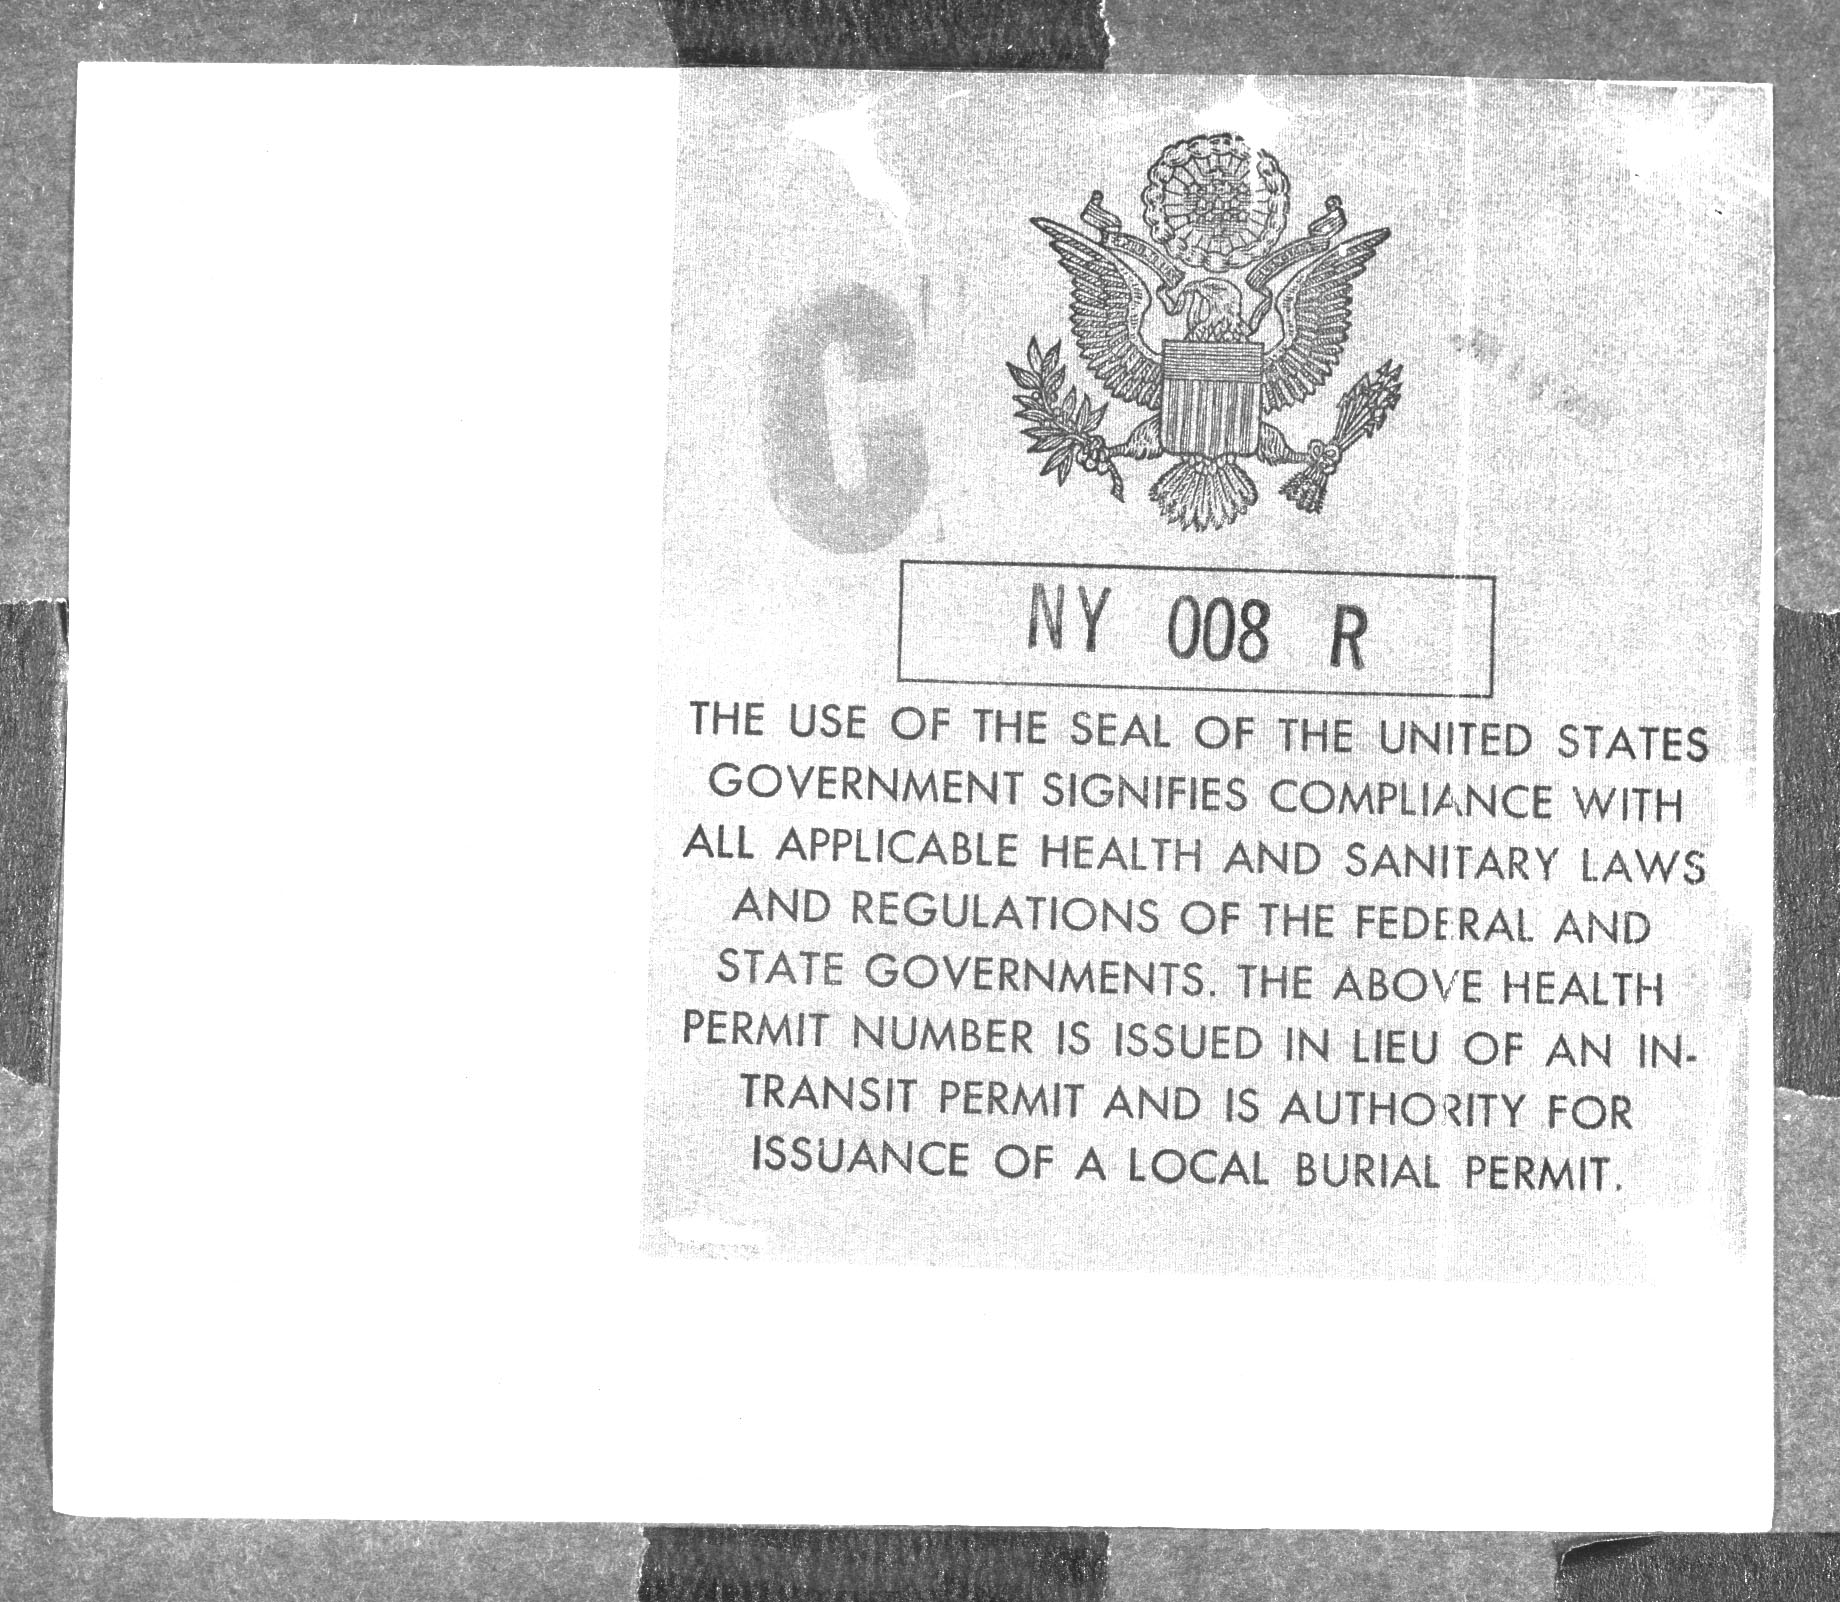 C
NY 008 R
THE USE OF THE SEAL OF THE UNITED STATES
GOVERNMENT SIGNIFIES COMPLIANCE WITH
ALL APPLICABLE HEALTH AND SANITARY LAWS
AND REGULATIONS OF THE FEDERAL AND
STATE GOVERNMENTS. THE ABOVE HEALTH
PERMIT NUMBER IS ISSUED IN LIEU OF AN IN-
TRANSIT PERMIT AND IS AUTHORITY FOR
ISSUANCE OF A LOCAL BURIAL PERMIT.